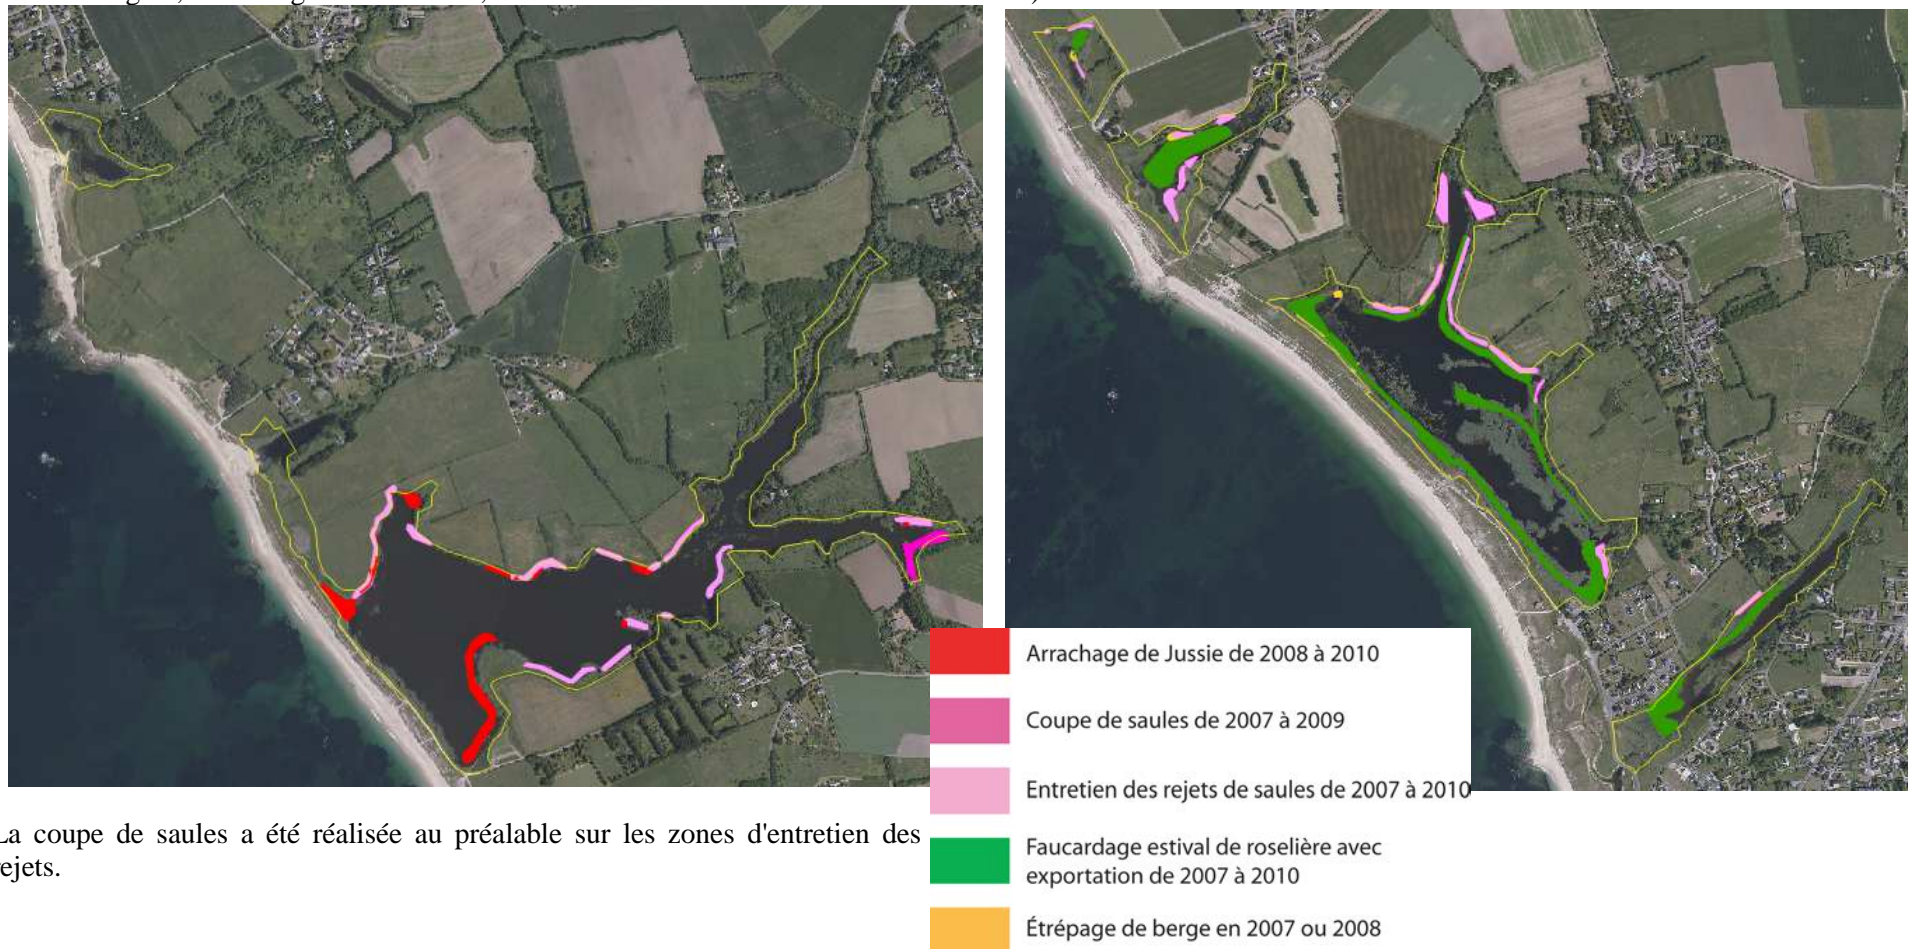 Arrachage de Jussie de 2008 à 2010
Coupe de saules de 2007 à 2009
Entretien des rejets de saules de 2007 à 2010
Faucardage estival de roselière avec
exportation de 2007 à 2010
Étrépage de berge en 2007 ou 2008
La coupe de saules a été réalisée au préalable sur les zones d'entretien des
rejets.